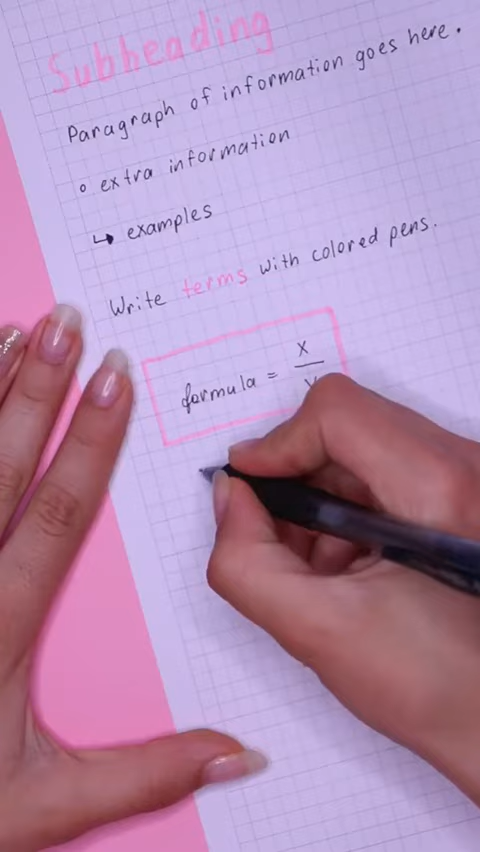 Subheading
Paragraph of information goes here.
o extra information
↳ examples
Write terms with colored pens.
formula = x